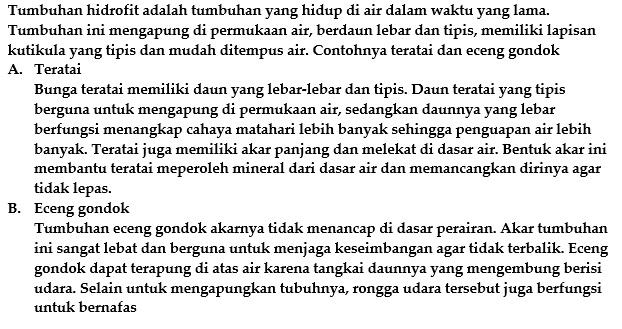 Tumbuhan hidrofit adalah tumbuhan yang hidup di air dalam waktu yang lama.
Tumbuhan ini mengapung di permukaan air, berdaun lebar dan tipis, memiliki lapisan
kutikula yang tipis dan mudah ditempus air. Contohnya teratai dan eceng gondok
A. Teratai
Bunga teratai memiliki daun yang lebar-lebar dan tipis. Daun teratai yang tipis
berguna untuk mengapung di permukaan air, sedangkan daunnya yang lebar
berfungsi menangkap cahaya matahari lebih banyak sehingga penguapan air lebih
banyak. Teratai juga memiliki akar panjang dan melekat di dasar air. Bentuk akar ini
membantu teratai meperoleh mineral dari dasar air dan memancangkan dirinya agar
tidak lepas.
B. Eceng gondok
Tumbuhan eceng gondok akarnya tidak menancap di dasar perairan. Akar tumbuhan
ini sangat lebat dan berguna untuk menjaga keseimbangan agar tidak terbalik. Eceng
gondok dapat terapung di atas air karena tangkai daunnya yang mengembung berisi
udara. Selain untuk mengapungkan tubuhnya, rongga udara tersebut juga berfungsi
untuk bernafas